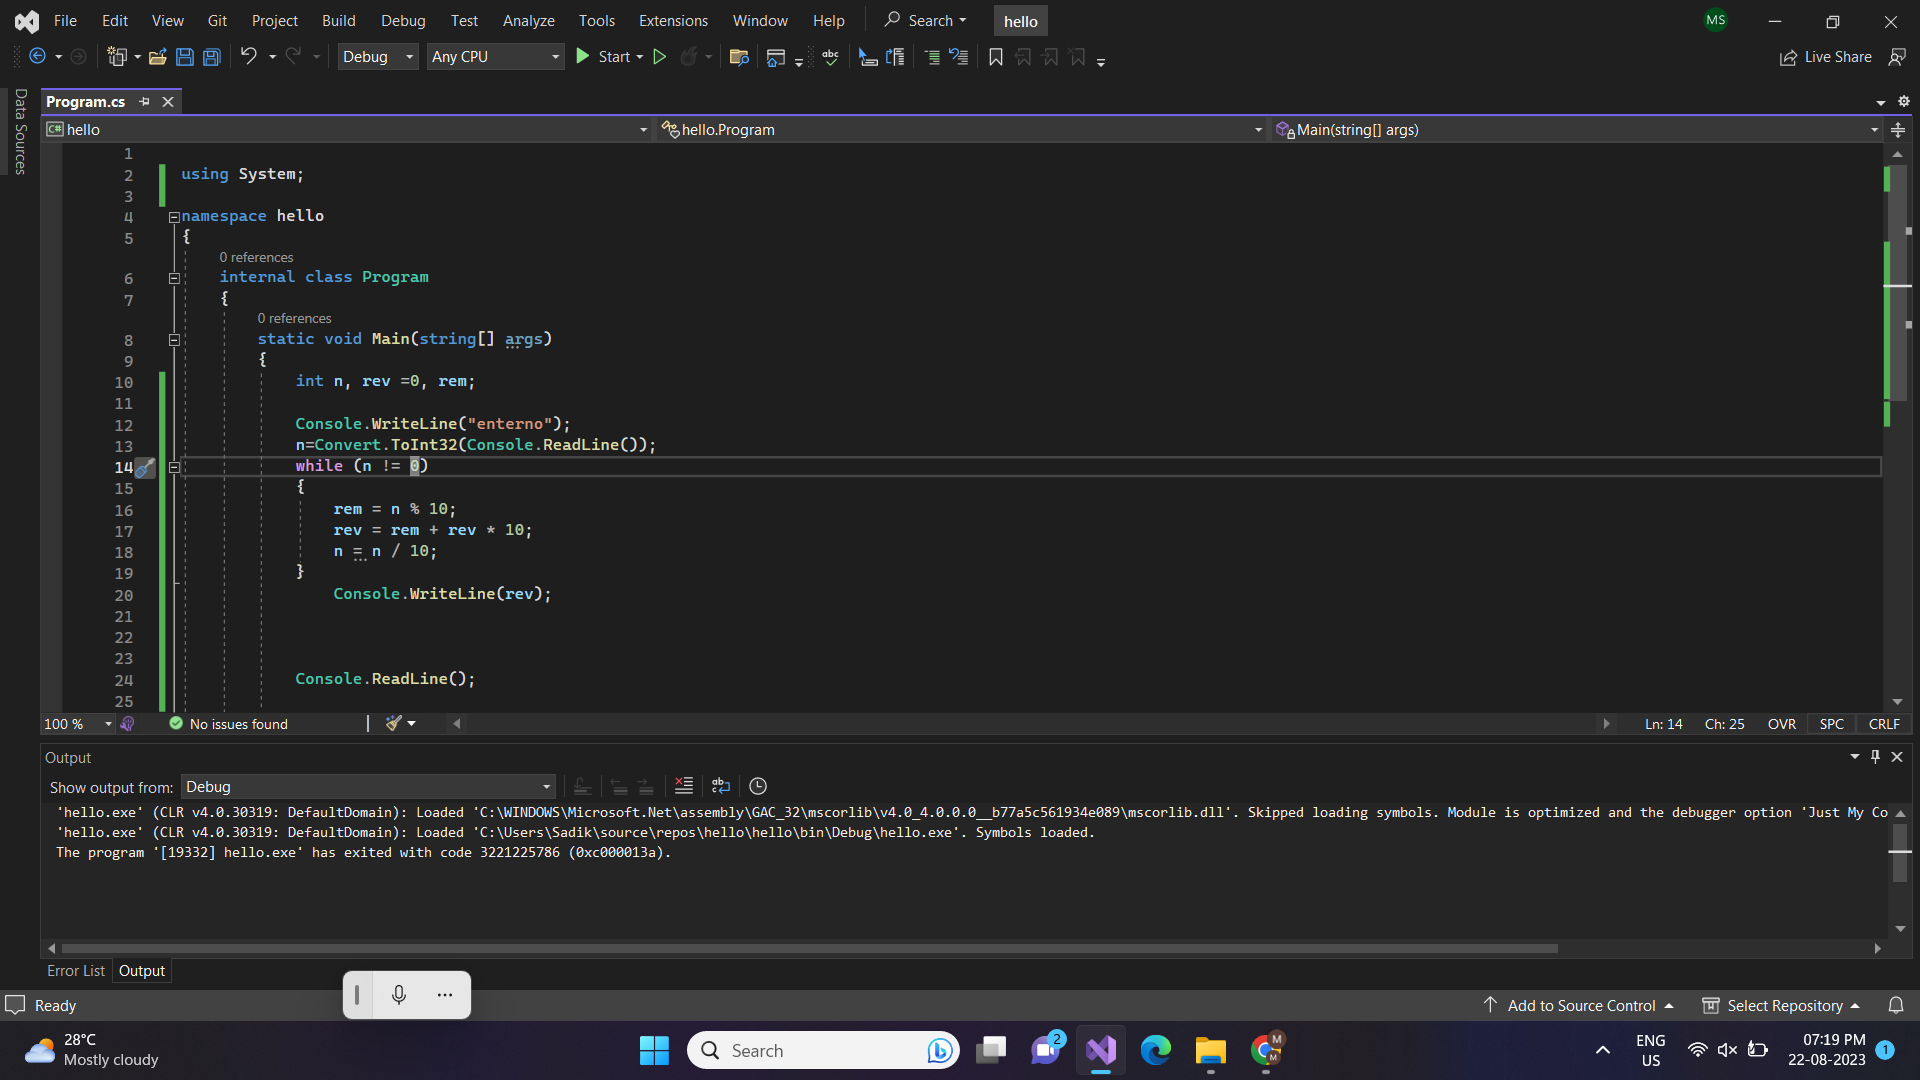 File Edit View Git Project Build Debug Test Analyze Tools Extensions Window Help Search hello MS
Debug Any CPU Start abc Live Share
Data Sources
Program.cs
C# hello hello.Program Main(string[] args)
1
2 using System;
3
4 namespace hello
5 {
0 references
6 internal class Program
7 {
0 references
8 static void Main(string[] args)
9 {
10 int n, rev =0, rem;
11
12 Console.WriteLine("enterno");
13 n=Convert.ToInt32(Console.ReadLine());
14 while (n != 0)
15 {
16 rem = n % 10;
17 rev = rem + rev * 10;
18 n = n / 10;
19 }
20 Console.WriteLine(rev);
21
22
23
24 Console.ReadLine();
25
100 % No issues found Ln: 14 Ch: 25 OVR SPC CRLF
Output
Show output from: Debug
'hello.exe' (CLR v4.0.30319: DefaultDomain): Loaded 'C:\WINDOWS\Microsoft.Net\assembly\GAC_32\mscorlib\v4.0_4.0.0.0__b77a5c561934e089\mscorlib.dll'. Skipped loading symbols. Module is optimized and the debugger option 'Just My Co
'hello.exe' (CLR v4.0.30319: DefaultDomain): Loaded 'C:\Users\Sadik\source\repos\hello\hello\bin\Debug\hello.exe'. Symbols loaded.
The program '[19332] hello.exe' has exited with code 3221225786 (0xc000013a).
Error List Output
Ready Add to Source Control Select Repository
28°C
Mostly cloudy
Search
2
M
M
ENG
US
07:19 PM
22-08-2023
1